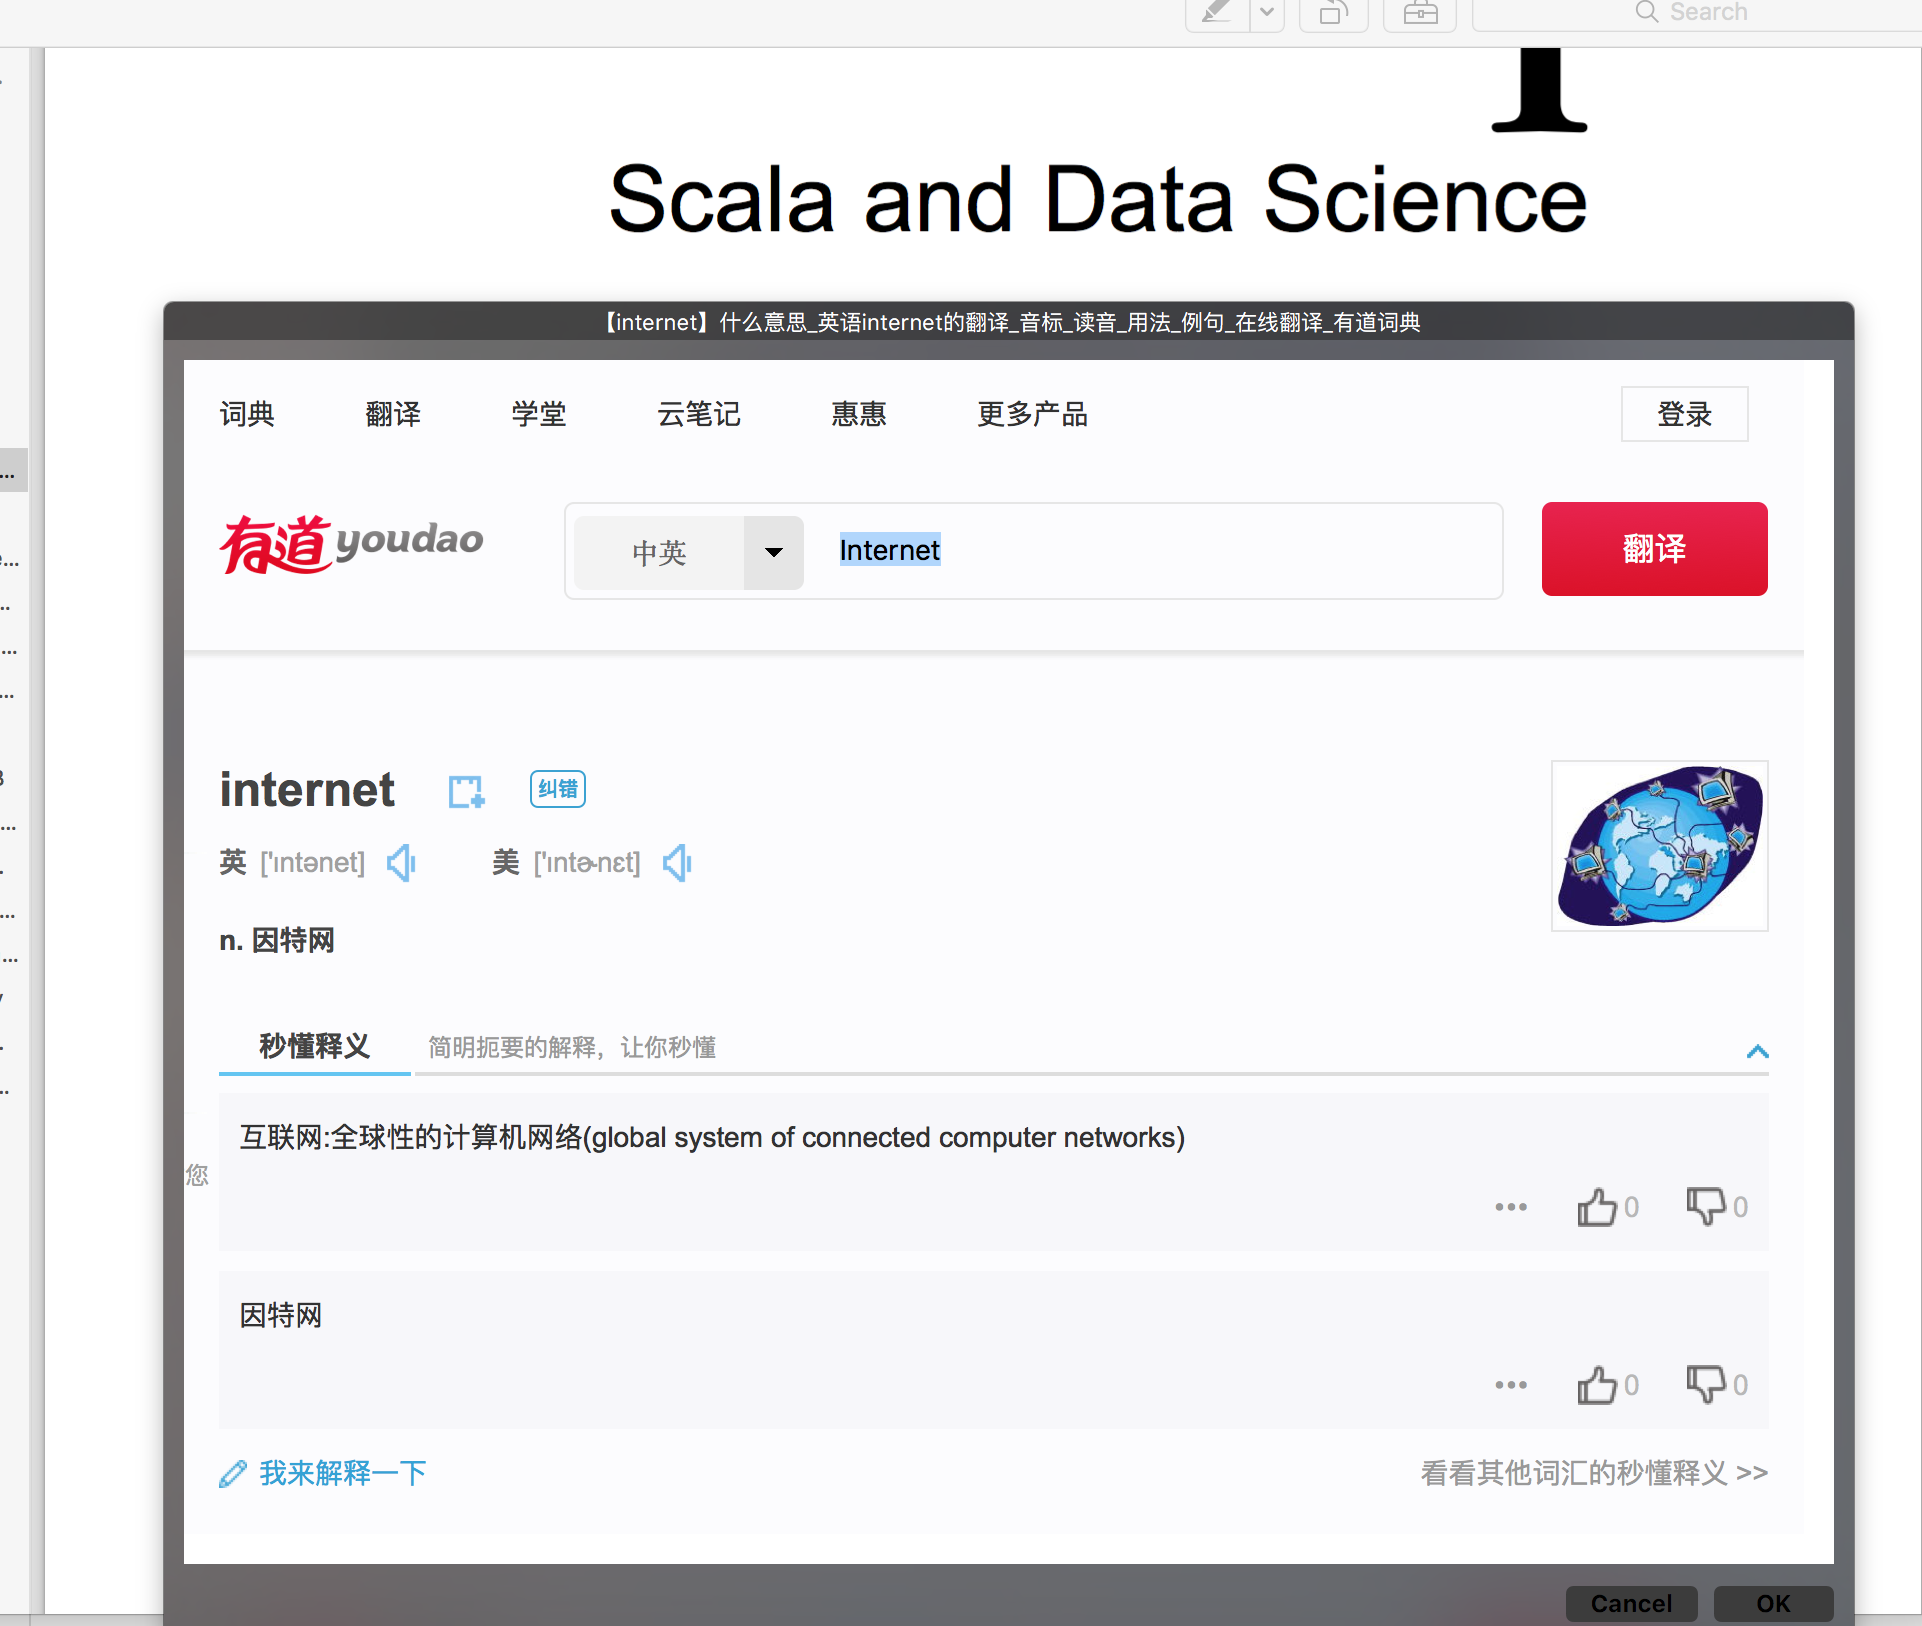 Search
1
Scala and Data Science
【internet】什么意思_英语internet的翻译_音标_读音_用法_例句_在线翻译_有道词典
词典 翻译 学堂 云笔记 惠惠 更多产品 登录
有道 youdao 中英 Internet 翻译
internet 纠错
英 ['ɪntənet] 美 ['ɪntɚnɛt]
n. 因特网
秒懂释义 简明扼要的解释，让你秒懂
互联网:全球性的计算机网络(global system of connected computer networks)
您
... 0 0
因特网
... 0 0
我来解释一下 看看其他词汇的秒懂释义 >>
Cancel OK